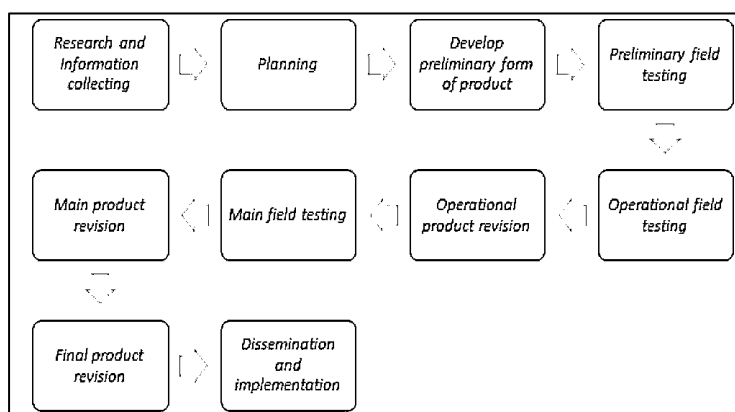 Research and
Information
collecting
Planning
Develop
preliminary form
of product
Preliminary field
testing
Operational field
testing
Operational
product revision
Main field testing
Main product
revision
Final product
revision
Dissemination
and
implementation